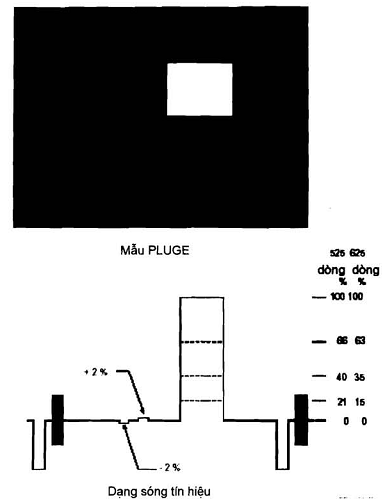 Mẫu PLUGE
525 625
dòng dòng
% %
100 100
66 63
+ 2 %
40 35
21 15
0 0
- 2 %
Dạng sóng tín hiệu